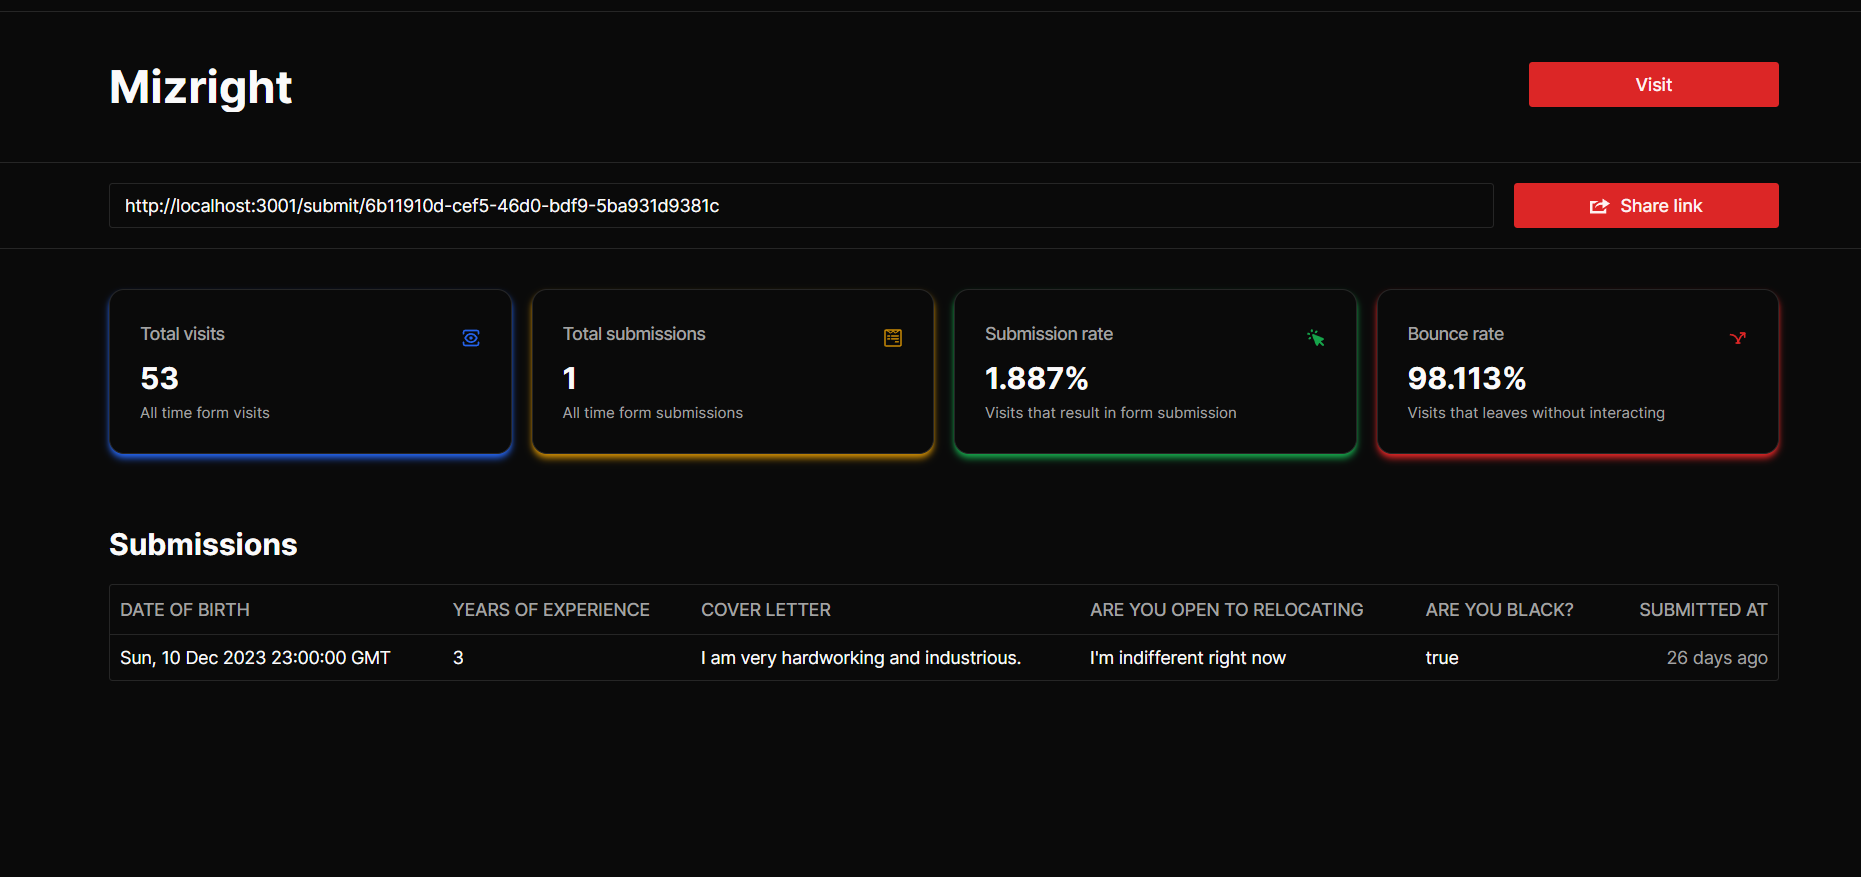 Mizright
Visit
http://localhost:3001/submit/6b11910d-cef5-46d0-bdf9-5ba931d9381c
Share link
Total visits
53
All time form visits
Total submissions
1
All time form submissions
Submission rate
1.887%
Visits that result in form submission
Bounce rate
98.113%
Visits that leaves without interacting
Submissions
DATE OF BIRTH YEARS OF EXPERIENCE COVER LETTER ARE YOU OPEN TO RELOCATING ARE YOU BLACK? SUBMITTED AT
Sun, 10 Dec 2023 23:00:00 GMT 3 I am very hardworking and industrious. I'm indifferent right now true 26 days ago